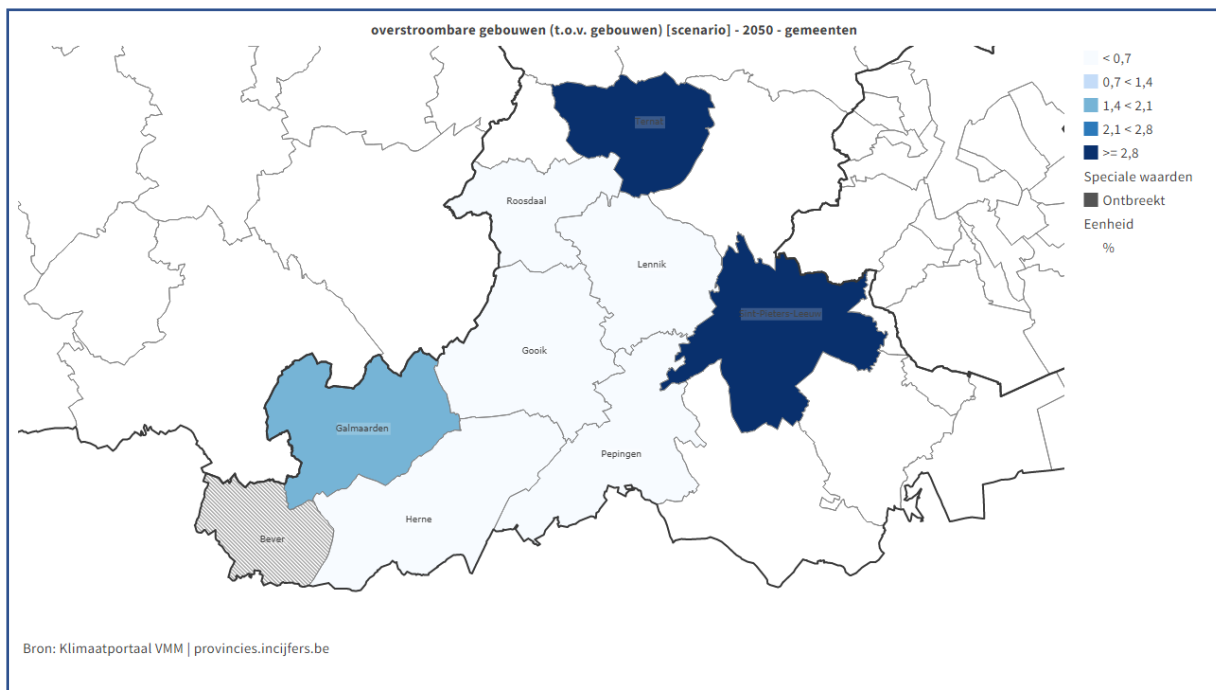 overstroombare gebouwen (t.o.v. gebouwen) [scenario] - 2050 - gemeenten
< 0,7
0,7 < 1,4
1,4 < 2,1
2,1 < 2,8
>= 2,8
Speciale waarden
Ontbreekt
Eenheid
%
Ternat
Roosdaal
Lennik
Sint-Pieters-Leeuw
Gooik
Galmaarden
Pepingen
Herne
Bever
Bron: Klimaatportaal VMM | provincies.incijfers.be